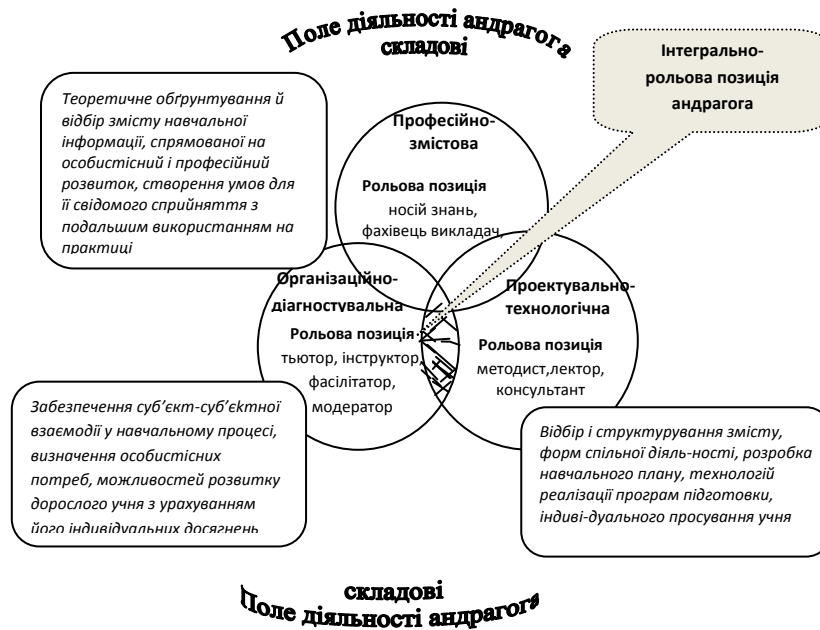 Поле діяльності андрагога
складові
Інтегрально-
рольова позиція
андрагога
Теоретичне обґрунтування й
відбір змісту навчальної
інформації, спрямованої на
особистісний і професійний
розвиток, створення умов для
її свідомого сприйняття з
подальшим використанням на
практиці
Професійно-
змістова
Рольова позиція
носій знань,
фахівець викладач,
Організаційно-
діагностувальна
Рольова позиція
тьютор, інструктор,
фасілітатор,
модератор
Проектувально-
технологічна
Рольова позиція
методист,лектор,
консультант
Забезпечення суб’єкт-суб’єктної
взаємодії у навчальному процесі,
визначення особистісних
потреб, можливостей розвитку
дорослого учня з урахуванням
його індивідуальних досягнень
Відбір і структурування змісту,
форм спільної діяль-ності, розробка
навчального плану, технологій
реалізації програм підготовки,
індиві-дуального просування учня
складові
Поле діяльності андрагога